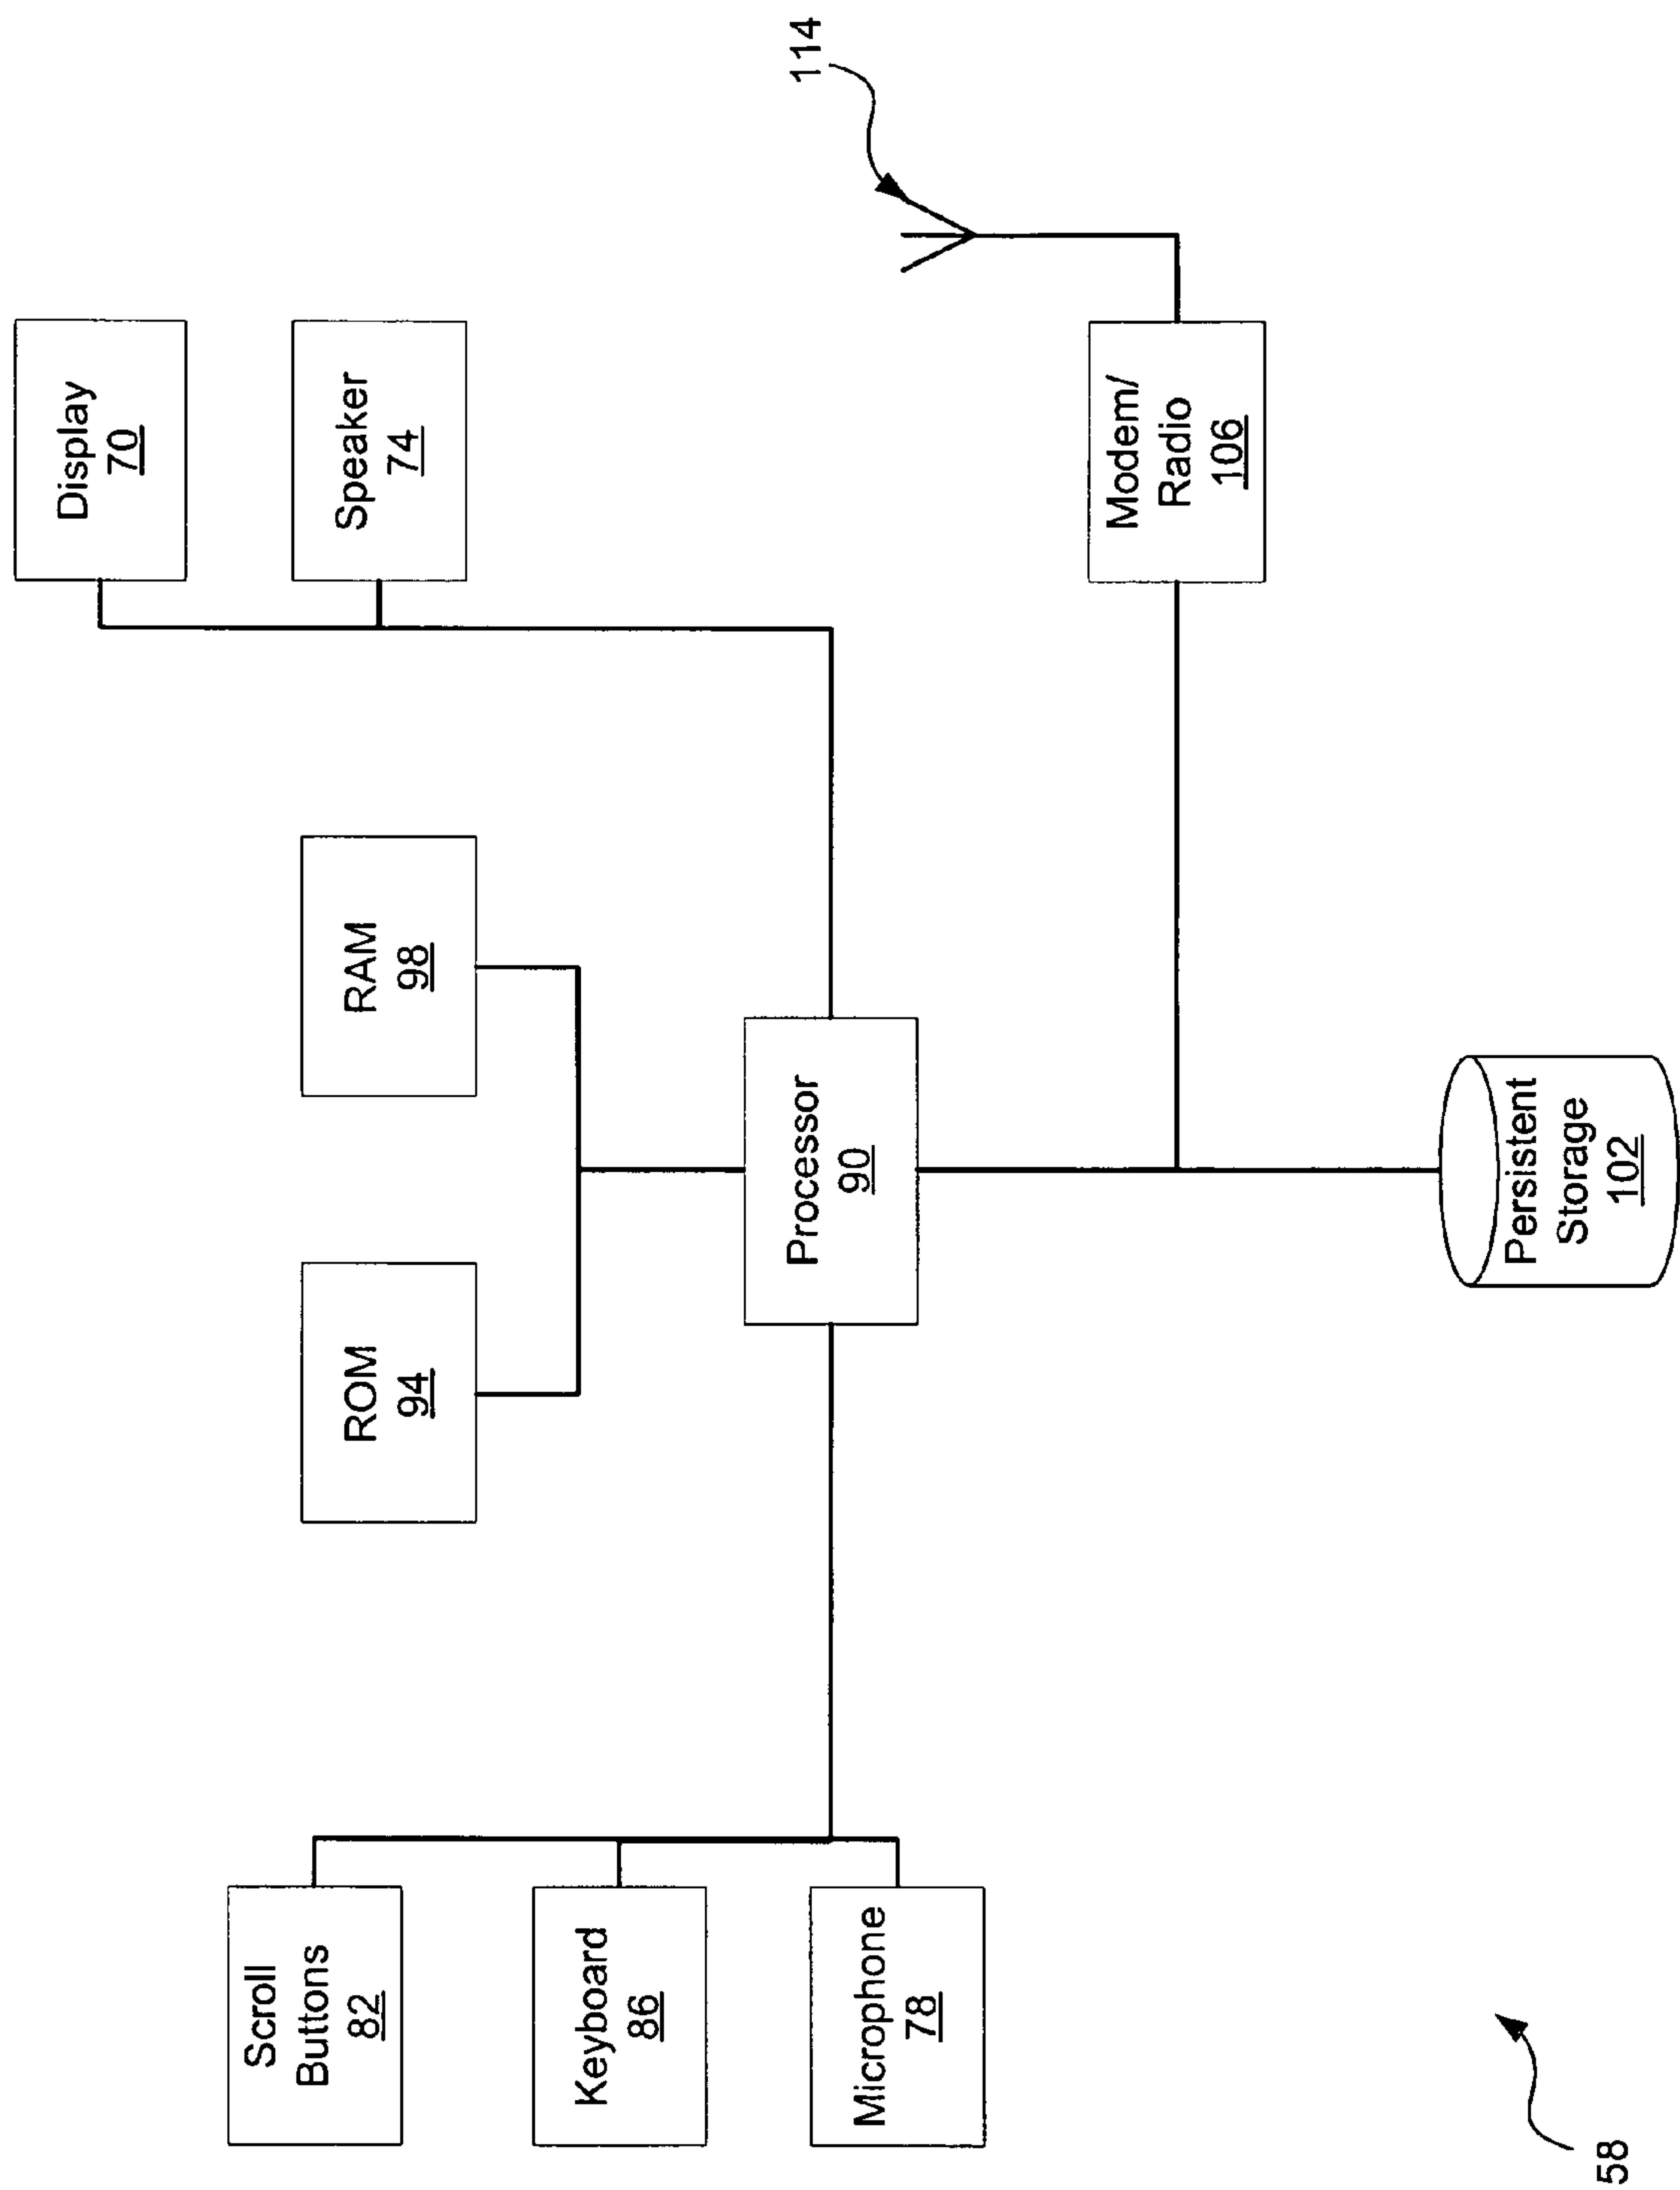 Scroll
Buttons
82
Keyboard
86
Microphone
78
ROM
94
RAM
98
Processor
90
Display
70
Speaker
74
Modem/
Radio
106
114
Persistent
Storage
102
58